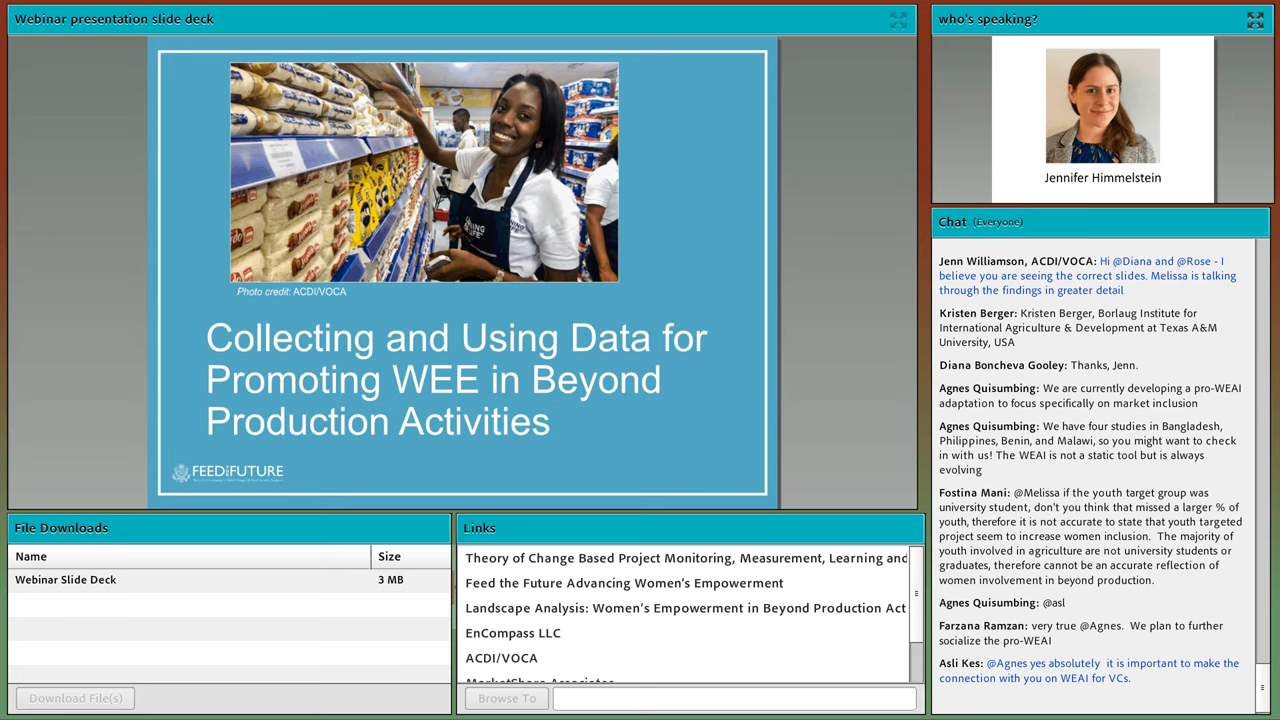 Webinar presentation slide deck
Photo credit: ACDI/VOCA
Collecting and Using Data for
Promoting WEE in Beyond
Production Activities
FEED THE FUTURE
File Downloads
Name Size
Webinar Slide Deck 3 MB
Download File(s)
Links
Theory of Change Based Project Monitoring, Measurement, Learning and
Feed the Future Advancing Women's Empowerment
Landscape Analysis: Women's Empowerment in Beyond Production Act
EnCompass LLC
ACDI/VOCA
Browse To
who's speaking?
Jennifer Himmelstein
Chat (Everyone)
Jenn Williamson, ACDI/VOCA: Hi @Diana and @Rose - I
believe you are seeing the correct slides. Melissa is talking
through the findings in greater detail
Kristen Berger: Kristen Berger, Borlaug Institute for
International Agriculture & Development at Texas A&M
University, USA
Diana Boncheva Gooley: Thanks, Jenn.
Agnes Quisumbing: We are currently developing a pro-WEAI
adaptation to focus specifically on market inclusion
Agnes Quisumbing: We have four studies in Bangladesh,
Philippines, Benin, and Malawi, so you might want to check
in with us! The WEAI is not a static tool but is always
evolving
Fostina Mani: @Melissa if the youth target group was
university student, don't you think that missed a larger % of
youth, therefore it is not accurate to state that youth targeted
project seem to increase women inclusion. The majority of
youth involved in agriculture are not university students or
graduates, therefore cannot be an accurate reflection of
women involvement in beyond production.
Agnes Quisumbing: @asl
Farzana Ramzan: very true @Agnes. We plan to further
socialize the pro-WEAI
Asli Kes: @Agnes yes absolutely it is important to make the
connection with you on WEAI for VCs.